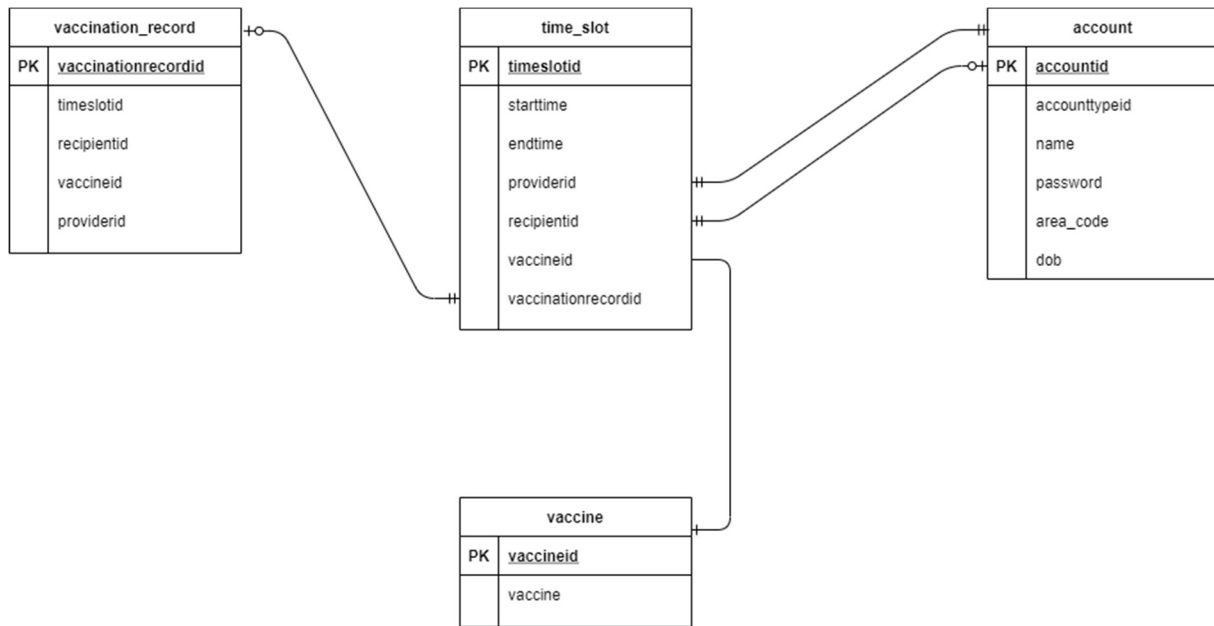 vaccination_record
PK vaccinationrecordid
timeslotid
recipientid
vaccineid
providerid
time_slot
PK timeslotid
starttime
endtime
providerid
recipientid
vaccineid
vaccinationrecordid
account
PK accountid
accounttypeid
name
password
area_code
dob
vaccine
PK vaccineid
vaccine